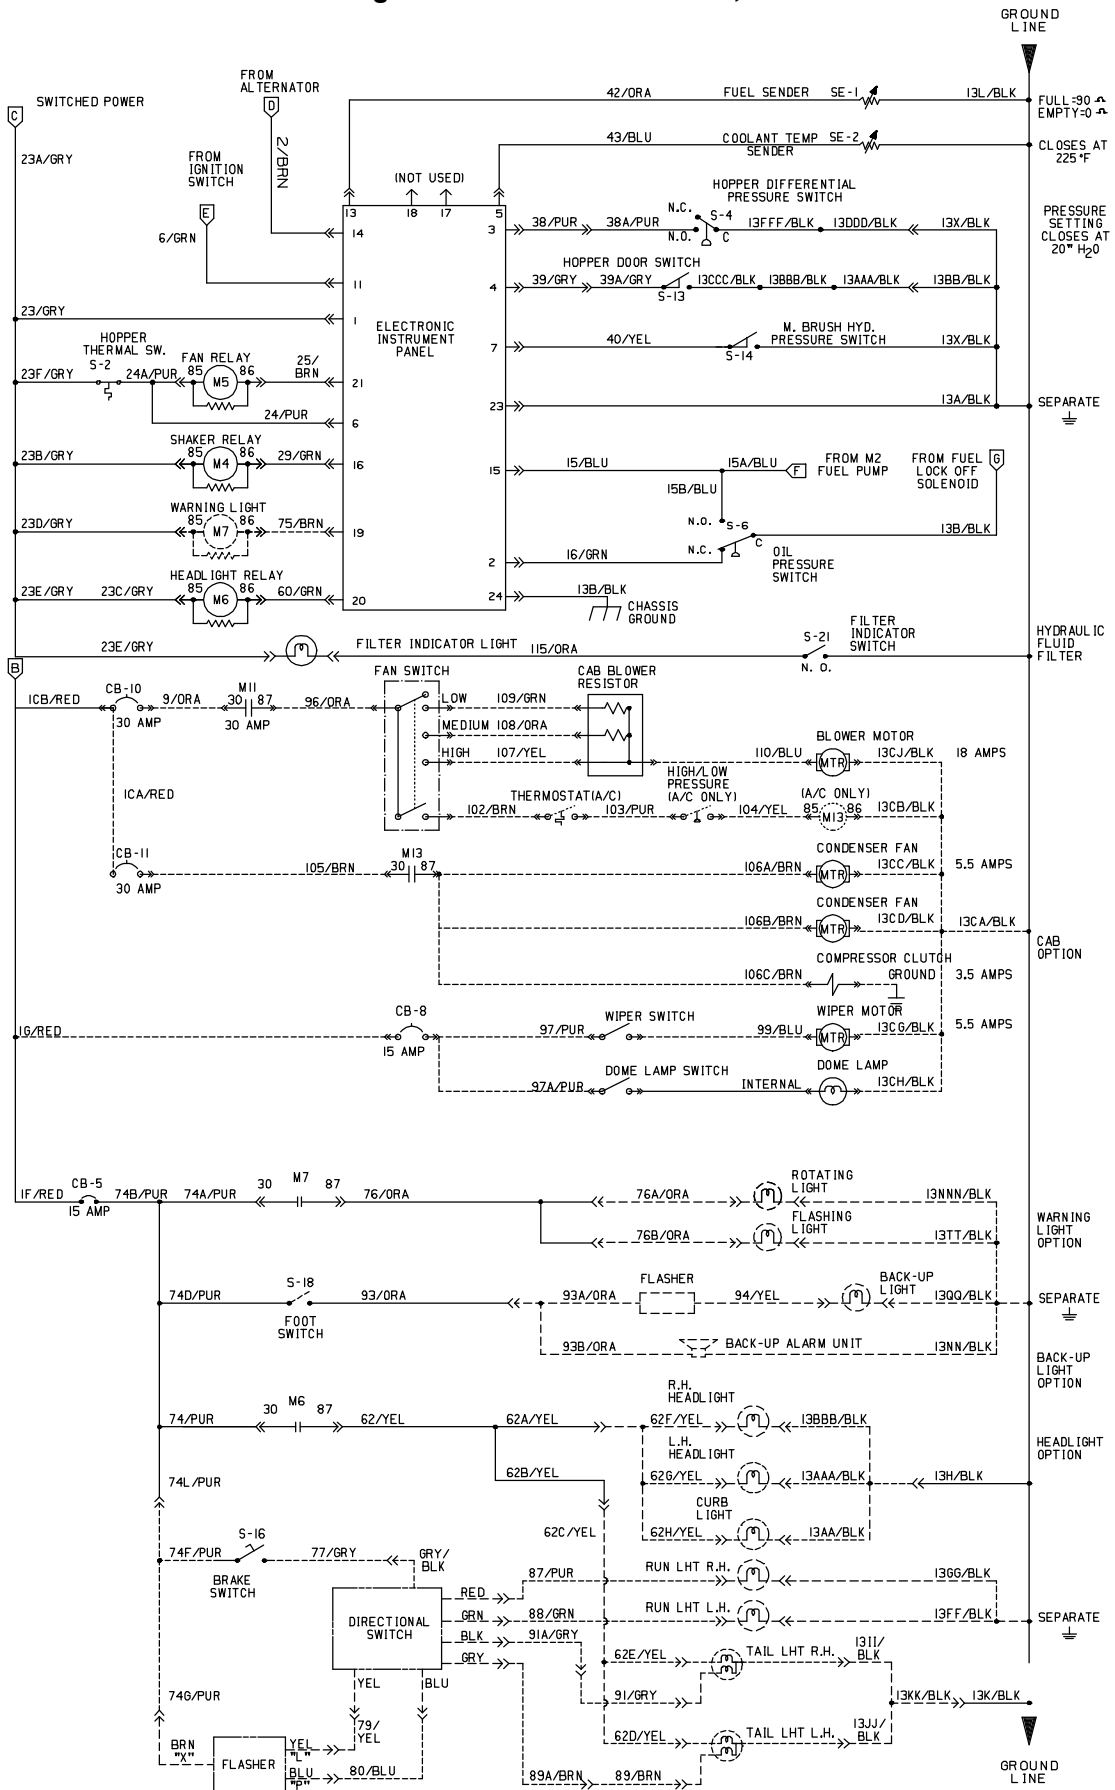 GROUND
LINE
FROM
ALTERNATOR
D
C
SWITCHED POWER
42/ORA
FUEL SENDER
SE-1
13L/BLK
FULL=90 Ω
EMPTY=0 Ω
23A/GRY
2/BRN
43/BLU
COOLANT TEMP
SENDER
SE-2
CLOSES AT
225°F
FROM
IGNITION
SWITCH
E
(NOT USED)
13
18
17
5
HOPPER DIFFERENTIAL
PRESSURE SWITCH
6/GRN
14
3
38/PUR
38A/PUR
N.C.
N.O.
S-4
C
13FFF/BLK
13DDD/BLK
13X/BLK
PRESSURE
SETTING
CLOSES AT
20" H2O
11
4
HOPPER DOOR SWITCH
39/GRY
39A/GRY
S-13
13CCC/BLK
13BBB/BLK
13AAA/BLK
13BB/BLK
23/GRY
1
ELECTRONIC
INSTRUMENT
PANEL
7
40/YEL
M. BRUSH HYD.
PRESSURE SWITCH
S-14
13X/BLK
HOPPER
THERMAL SW.
S-2
FAN RELAY
23F/GRY
24A/PUR
85
M5
86
25/
BRN
21
24/PUR
6
23
13A/BLK
SEPARATE
SHAKER RELAY
23B/GRY
85
M4
86
29/GRN
16
15
15/BLU
15A/BLU
F
FROM M2
FUEL PUMP
FROM FUEL
LOCK OFF
SOLENOID
G
15B/BLU
WARNING LIGHT
23D/GRY
85
M7
86
75/BRN
19
N.O.
S-6
C
N.C.
13B/BLK
2
16/GRN
OIL
PRESSURE
SWITCH
HEADLIGHT RELAY
23E/GRY
23C/GRY
85
M6
86
60/GRN
20
24
13B/BLK
CHASSIS
GROUND
23E/GRY
FILTER INDICATOR LIGHT
115/ORA
S-21
N. O.
FILTER
INDICATOR
SWITCH
HYDRAULIC
FLUID
FILTER
B
FAN SWITCH
CAB BLOWER
RESISTOR
1CB/RED
CB-10
30 AMP
9/ORA
M11
30
87
30 AMP
96/ORA
LOW
109/GRN
MEDIUM
108/ORA
HIGH
107/YEL
110/BLU
BLOWER MOTOR
MTR
13CJ/BLK
18 AMPS
1CA/RED
102/BRN
THERMOSTAT(A/C)
103/PUR
HIGH/LOW
PRESSURE
(A/C ONLY)
104/YEL
(A/C ONLY)
85
M13
86
13CB/BLK
CB-11
30 AMP
105/BRN
M13
30
87
106A/BRN
CONDENSER FAN
MTR
13CC/BLK
5.5 AMPS
106B/BRN
CONDENSER FAN
MTR
13CD/BLK
13CA/BLK
CAB
OPTION
106C/BRN
COMPRESSOR CLUTCH
GROUND
3.5 AMPS
1G/RED
CB-8
15 AMP
97/PUR
WIPER SWITCH
99/BLU
WIPER MOTOR
MTR
13CG/BLK
5.5 AMPS
97A/PUR
DOME LAMP SWITCH
INTERNAL
DOME LAMP
13CH/BLK
1F/RED
CB-5
15 AMP
74B/PUR
74A/PUR
30
M7
87
76/ORA
76A/ORA
ROTATING
LIGHT
13NNN/BLK
76B/ORA
FLASHING
LIGHT
13TT/BLK
WARNING
LIGHT
OPTION
74D/PUR
S-18
FOOT
SWITCH
93/ORA
93A/ORA
FLASHER
94/YEL
BACK-UP
LIGHT
13QQ/BLK
SEPARATE
93B/ORA
BACK-UP ALARM UNIT
13NN/BLK
BACK-UP
LIGHT
OPTION
74/PUR
30
M6
87
62/YEL
62A/YEL
R.H.
HEADLIGHT
62F/YEL
13BBB/BLK
HEADLIGHT
OPTION
74L/PUR
62B/YEL
L.H.
HEADLIGHT
62G/YEL
13AAA/BLK
13H/BLK
62C/YEL
CURB
LIGHT
62H/YEL
13AA/BLK
74F/PUR
S-16
BRAKE
SWITCH
77/GRY
GRY/
BLK
87/PUR
RUN LHT R.H.
13GG/BLK
DIRECTIONAL
SWITCH
RED
GRN
88/GRN
RUN LHT L.H.
13FF/BLK
SEPARATE
BLK
91A/GRY
GRY
62E/YEL
TAIL LHT R.H.
13II/
BLK
YEL
BLU
74G/PUR
91/GRY
13KK/BLK
13K/BLK
79/
YEL
62D/YEL
TAIL LHT L.H.
13JJ/
BLK
BRN
"X"
FLASHER
YEL
"L"
BLU
"P"
80/BLU
89A/BRN
89/BRN
GROUND
LINE